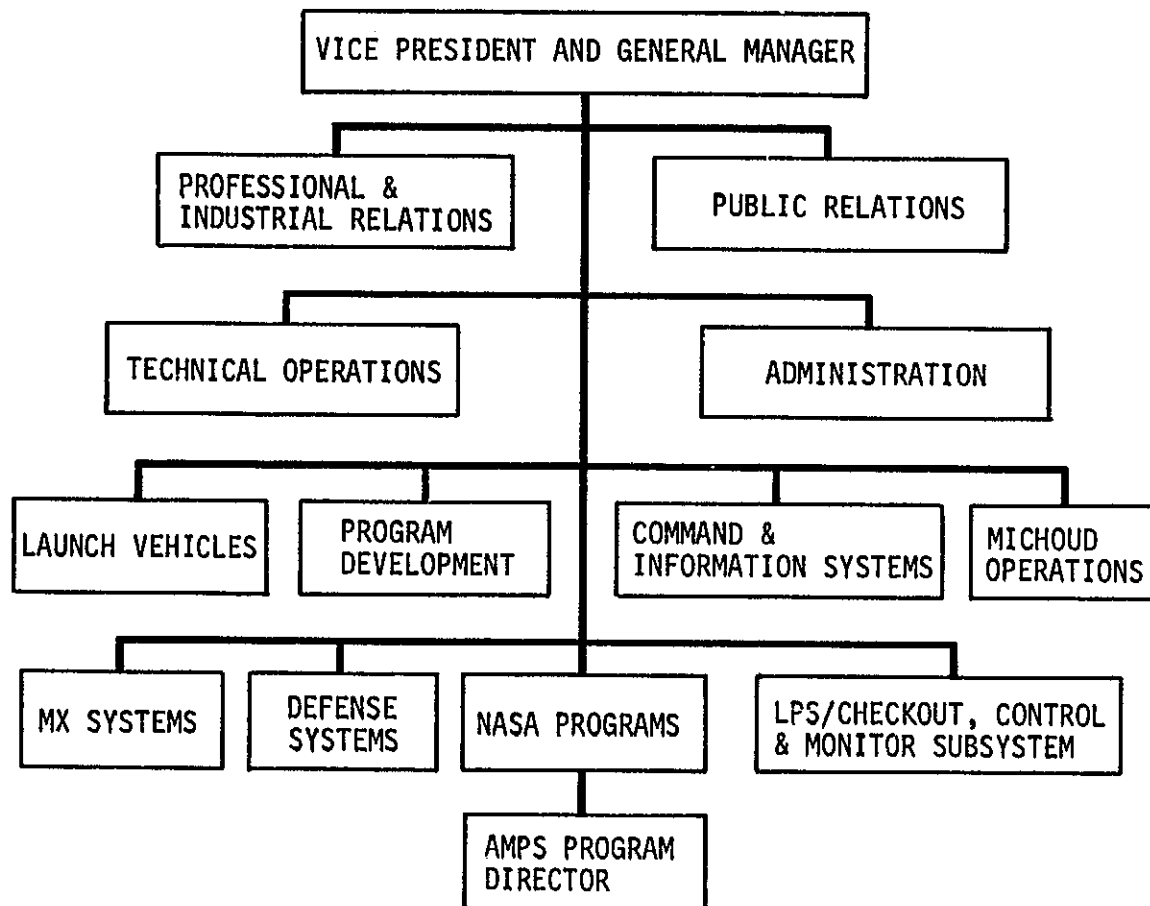 VICE PRESIDENT AND GENERAL MANAGER
PROFESSIONAL &
INDUSTRIAL RELATIONS
PUBLIC RELATIONS
TECHNICAL OPERATIONS
ADMINISTRATION
LAUNCH VEHICLES
PROGRAM
DEVELOPMENT
COMMAND &
INFORMATION SYSTEMS
MICHOUD
OPERATIONS
MX SYSTEMS
DEFENSE
SYSTEMS
NASA PROGRAMS
LPS/CHECKOUT, CONTROL
& MONITOR SUBSYSTEM
AMPS PROGRAM
DIRECTOR